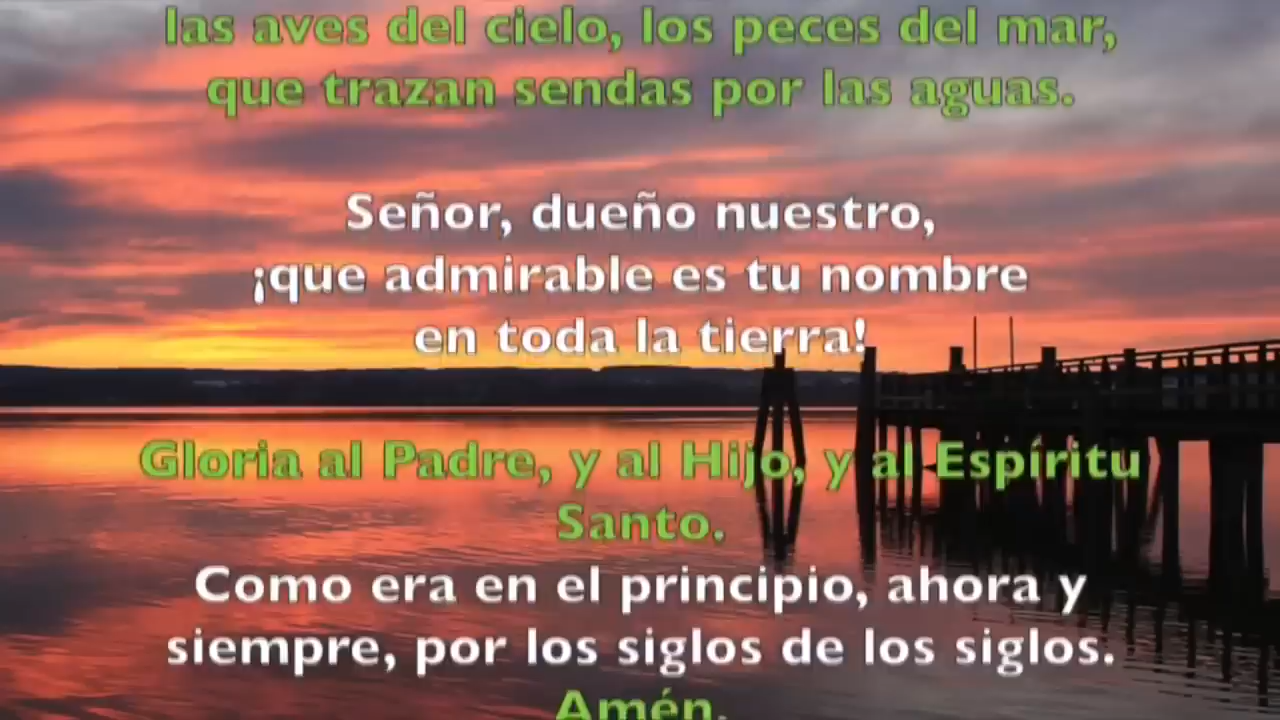 las aves del cielo, los peces del mar,
que trazan sendas por las aguas.
Señor, dueño nuestro,
¡que admirable es tu nombre
en toda la tierra!
Gloria al Padre, y al Hijo, y al Espíritu
Santo.
Como era en el principio, ahora y
siempre, por los siglos de los siglos.
Amén.